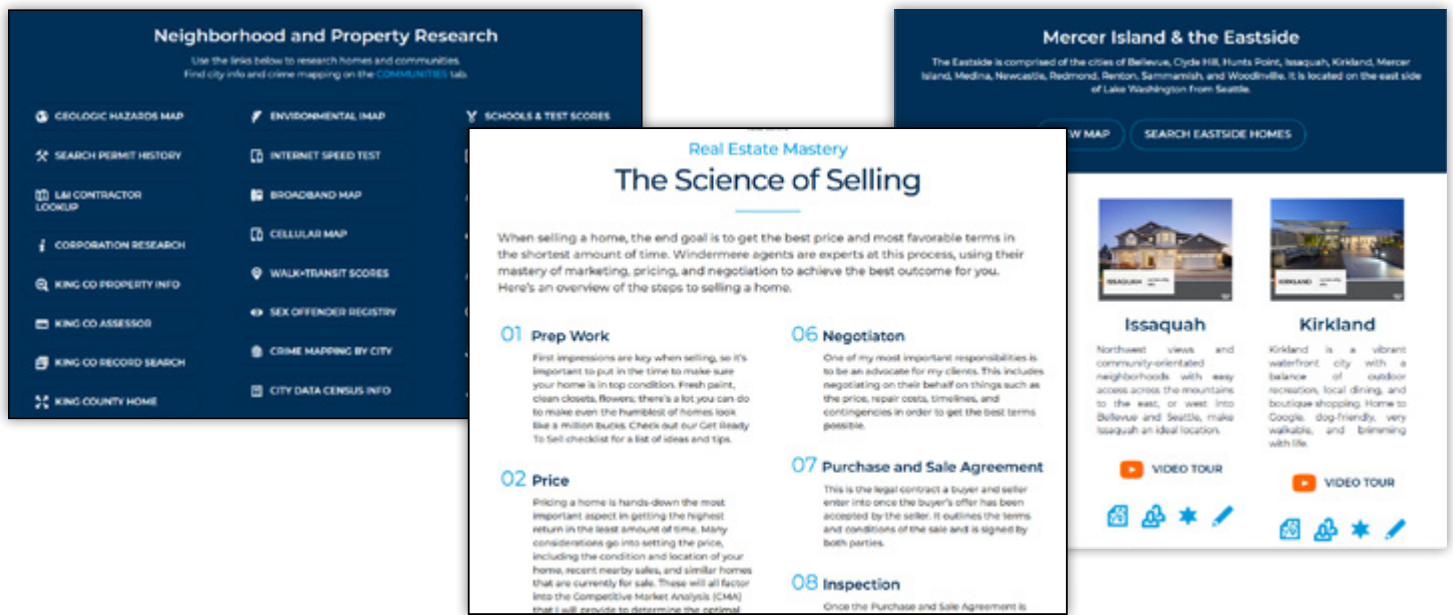 Neighborhood and Property Research
Use the links below to research homes and communities.
Find city info and crime mapping on the COMMUNITIES tab.
GEOLOGIC HAZARDS MAP
SEARCH PERMIT HISTORY
L&I CONTRACTOR
LOOKUP
CORPORATION RESEARCH
KING CO PROPERTY INFO
KING CO ASSESSOR
KING CO RECORD SEARCH
KING COUNTY HOME
ENVIRONMENTAL IMAP
INTERNET SPEED TEST
BROADBAND MAP
CELLULAR MAP
WALK+TRANSIT SCORES
SEX OFFENDER REGISTRY
CRIME MAPPING BY CITY
CITY DATA CENSUS INFO
SCHOOLS & TEST SCORES
Real Estate Mastery
The Science of Selling
When selling a home, the end goal is to get the best price and most favorable terms in
the shortest amount of time. Windermere agents are experts at this process, using their
mastery of marketing, pricing, and negotiation to achieve the best outcome for you.
Here's an overview of the steps to selling a home.
01 Prep Work
First impressions are key when selling, so it's
important to put in the time to make sure
your home is in top condition. Fresh paint,
clean closets, flowers; there's a lot you can do
to make even the humblest of homes look
like a million bucks. Check out our Get Ready
To Sell checklist for a list of ideas and tips.
02 Price
Pricing a home is hands-down the most
important aspect in getting the highest
return in the least amount of time. Many
considerations go into setting the price,
including the condition and location of your
home, recent nearby sales, and similar homes
that are currently for sale. These will all factor
into the Competitive Market Analysis (CMA)
that I will provide to determine the optimal
06 Negotiaton
One of my most important responsibilities is
to be an advocate for my clients. This includes
negotiating on their behalf on things such as
the price, repair costs, timelines, and
contingencies in order to get the best terms
possible.
07 Purchase and Sale Agreement
This is the legal contract a buyer and seller
enter into once the buyer's offer has been
accepted by the seller. It outlines the terms
and conditions of the sale and is signed by
both parties.
08 Inspection
Once the Purchase and Sale Agreement is
Mercer Island & the Eastside
The Eastside is comprised of the cities of Bellevue, Clyde Hill, Hunts Point, Issaquah, Kirkland, Mercer
Island, Medina, Newcastle, Redmond, Renton, Sammamish, and Woodinville. It is located on the east side
of Lake Washington from Seattle.
W MAP
SEARCH EASTSIDE HOMES
ISSAQUAH
KIRKLAND
Issaquah
Northwest views and
community-orientated
neighborhoods with easy
access across the mountains
to the east, or west into
Bellevue and Seattle, make
Issaquah an ideal location.
VIDEO TOUR
Kirkland
Kirkland is a vibrant
waterfront city with a
balance of outdoor
recreation, local dining, and
boutique shopping. Home to
Google, dog-friendly, very
walkable, and brimming
with life.
VIDEO TOUR